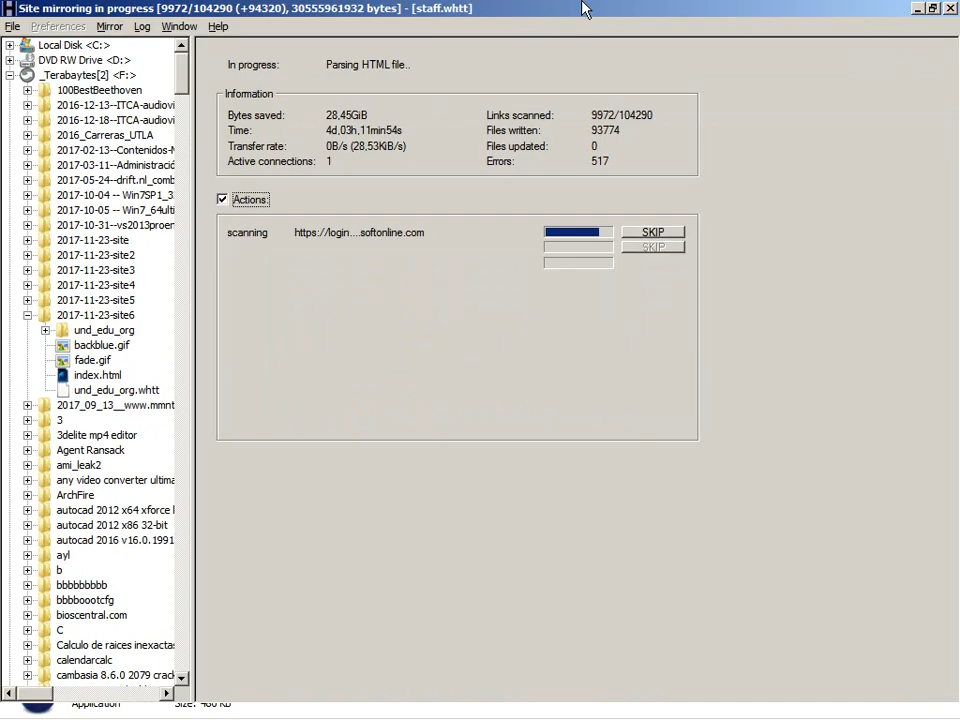 Site mirroring in progress [9972/104290 (+94320), 30555961932 bytes] - [staff.whtt]
File Preferences Mirror Log Window Help
Local Disk <C:>
DVD RW Drive <D:>
_Terabytes[2] <F:>
100BestBeethoven
2016-12-13--ITCA-audiovi
2016-12-18--ITCA-audiovi
2016_Carreras_UTLA
2017-02-13--Contenidos-M
2017-03-11--Administració
2017-05-24--drift.nl_comb
2017-10-04 -- Win7SP1_3
2017-10-05 -- Win7_64ulti
2017-10-31--vs2013proen
2017-11-23-site
2017-11-23-site2
2017-11-23-site3
2017-11-23-site4
2017-11-23-site5
2017-11-23-site6
und_edu_org
backblue.gif
fade.gif
index.html
und_edu_org.whtt
2017_09_13__www.mmnt
3
3delite mp4 editor
Agent Ransack
ami_leak2
any video converter ultima
ArchFire
autocad 2012 x64 xforce
autocad 2012 x86 32-bit
autocad 2016 v16.0.1991
ayl
b
bbbbbbbbb
bbbboootcfg
bioscentral.com
C
Calculo de raices inexactas
calendarcalc
cambasia 8.6.0 2079 crack
In progress: Parsing HTML file..
Information
Bytes saved: 28,45GiB Links scanned: 9972/104290
Time: 4d,03h,11min54s Files written: 93774
Transfer rate: 0B/s (28,53KiB/s) Files updated: 0
Active connections: 1 Errors: 517
Actions:
scanning https://login....softonline.com SKIP
SKIP
Application Size: 460 KB